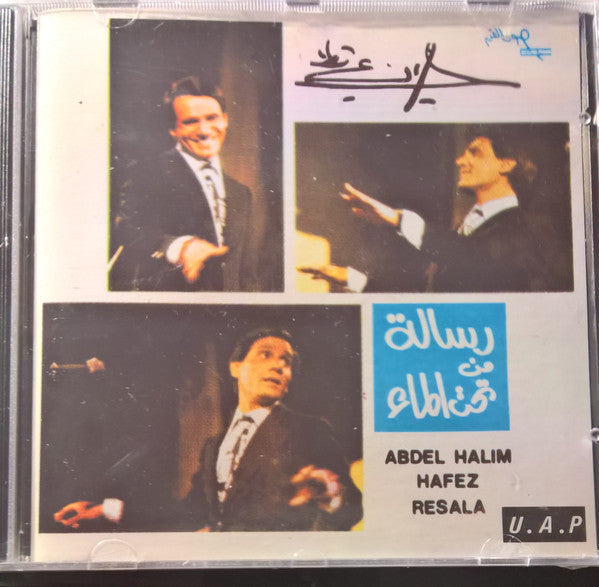 رسالة
من
تحت الماء
ABDEL HALIM
HAFEZ
RESALA
U.A.P